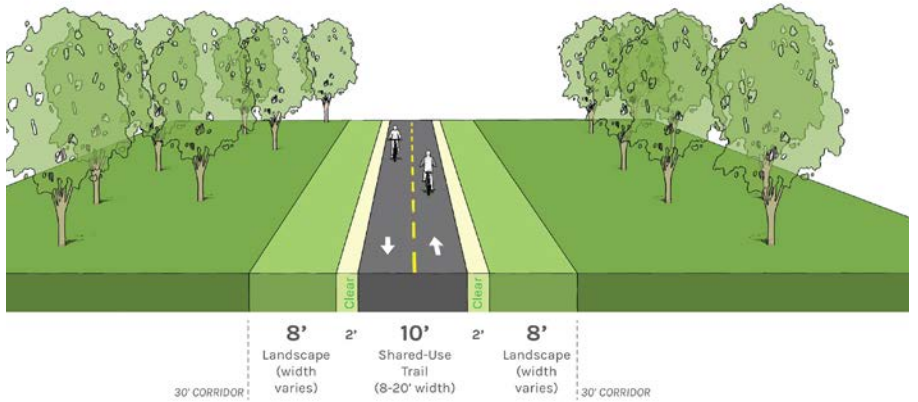 Clear
Clear
8'
2'
10'
2'
8'
Landscape
(width
varies)
Shared-Use
Trail
(8-20' width)
Landscape
(width
varies)
30' CORRIDOR
30' CORRIDOR